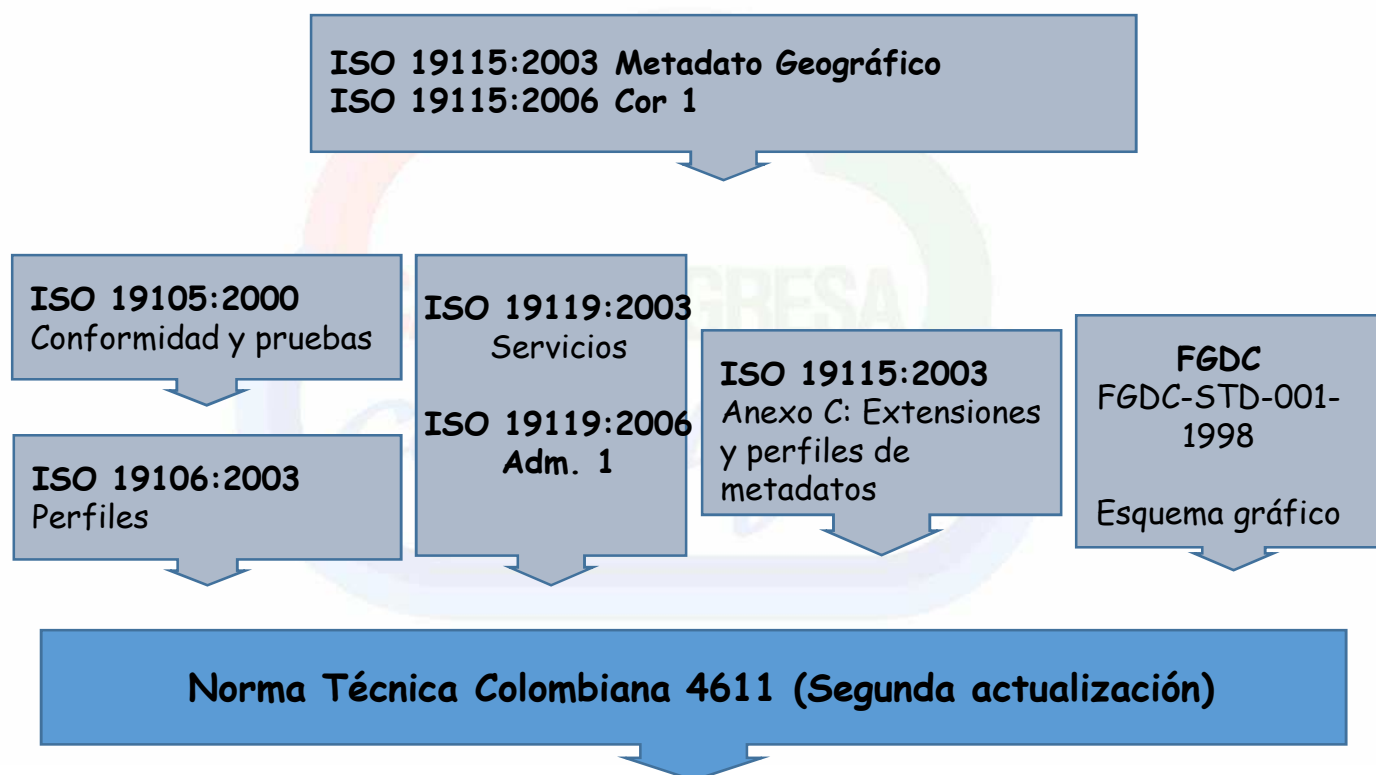 ISO 19115:2003 Metadato Geográfico
ISO 19115:2006 Cor 1
ISO 19105:2000
Conformidad y pruebas
ISO 19106:2003
Perfiles
ISO 19119:2003
Servicios
ISO 19119:2006
Adm. 1
ISO 19115:2003
Anexo C: Extensiones
y perfiles de
metadatos
FGDC
FGDC-STD-001-
1998
Esquema gráfico
Norma Técnica Colombiana 4611 (Segunda actualización)